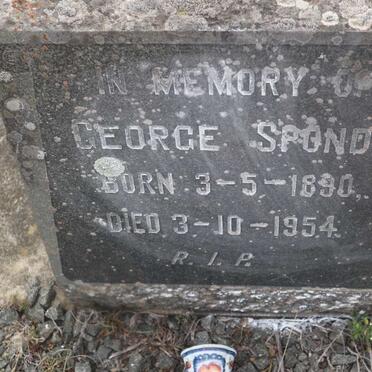 IN MEMORY O
GEORGE SPOND
BORN 3-5-1890
DIED 3-10-1954
R.I.P.